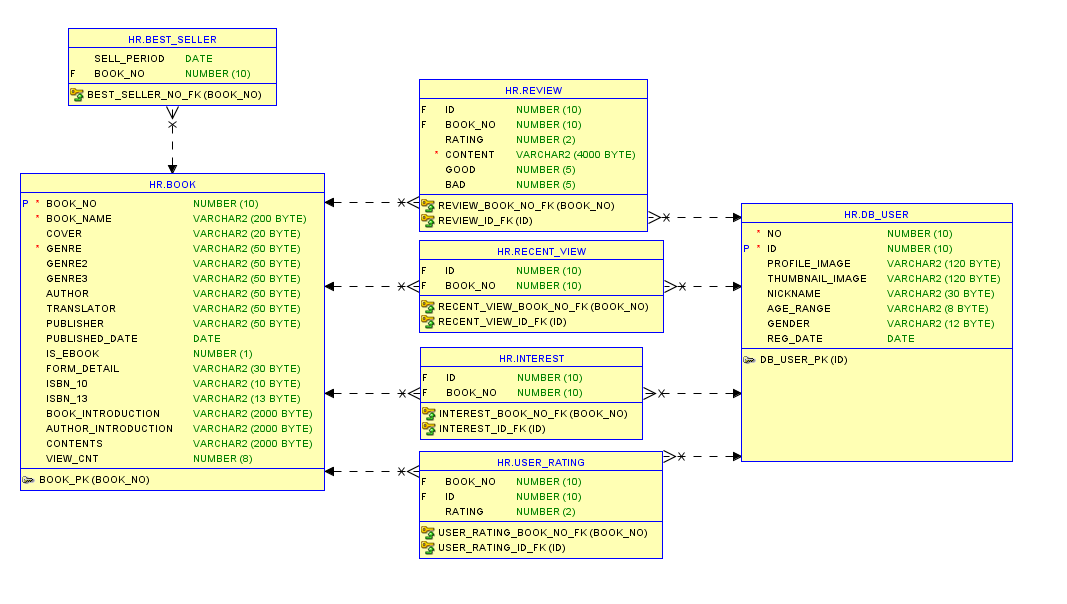 HR.BEST_SELLER
SELL_PERIOD DATE
F BOOK_NO NUMBER (10)
BEST_SELLER_NO_FK (BOOK_NO)
HR.BOOK
P * BOOK_NO NUMBER (10)
* BOOK_NAME VARCHAR2 (200 BYTE)
COVER VARCHAR2 (20 BYTE)
* GENRE VARCHAR2 (50 BYTE)
GENRE2 VARCHAR2 (50 BYTE)
GENRE3 VARCHAR2 (50 BYTE)
AUTHOR VARCHAR2 (50 BYTE)
TRANSLATOR VARCHAR2 (50 BYTE)
PUBLISHER VARCHAR2 (50 BYTE)
PUBLISHED_DATE DATE
IS_EBOOK NUMBER (1)
FORM_DETAIL VARCHAR2 (30 BYTE)
ISBN_10 VARCHAR2 (10 BYTE)
ISBN_13 VARCHAR2 (13 BYTE)
BOOK_INTRODUCTION VARCHAR2 (2000 BYTE)
AUTHOR_INTRODUCTION VARCHAR2 (2000 BYTE)
CONTENTS VARCHAR2 (2000 BYTE)
VIEW_CNT NUMBER (8)
BOOK_PK (BOOK_NO)
HR.REVIEW
F ID NUMBER (10)
F BOOK_NO NUMBER (10)
RATING NUMBER (2)
* CONTENT VARCHAR2 (4000 BYTE)
GOOD NUMBER (5)
BAD NUMBER (5)
REVIEW_BOOK_NO_FK (BOOK_NO)
REVIEW_ID_FK (ID)
HR.RECENT_VIEW
F ID NUMBER (10)
F BOOK_NO NUMBER (10)
RECENT_VIEW_BOOK_NO_FK (BOOK_NO)
RECENT_VIEW_ID_FK (ID)
HR.INTEREST
F ID NUMBER (10)
F BOOK_NO NUMBER (10)
INTEREST_BOOK_NO_FK (BOOK_NO)
INTEREST_ID_FK (ID)
HR.USER_RATING
F BOOK_NO NUMBER (10)
F ID NUMBER (10)
RATING NUMBER (2)
USER_RATING_BOOK_NO_FK (BOOK_NO)
USER_RATING_ID_FK (ID)
HR.DB_USER
* NO NUMBER (10)
P * ID NUMBER (10)
PROFILE_IMAGE VARCHAR2 (120 BYTE)
THUMBNAIL_IMAGE VARCHAR2 (120 BYTE)
NICKNAME VARCHAR2 (30 BYTE)
AGE_RANGE VARCHAR2 (8 BYTE)
GENDER VARCHAR2 (12 BYTE)
REG_DATE DATE
DB_USER_PK (ID)